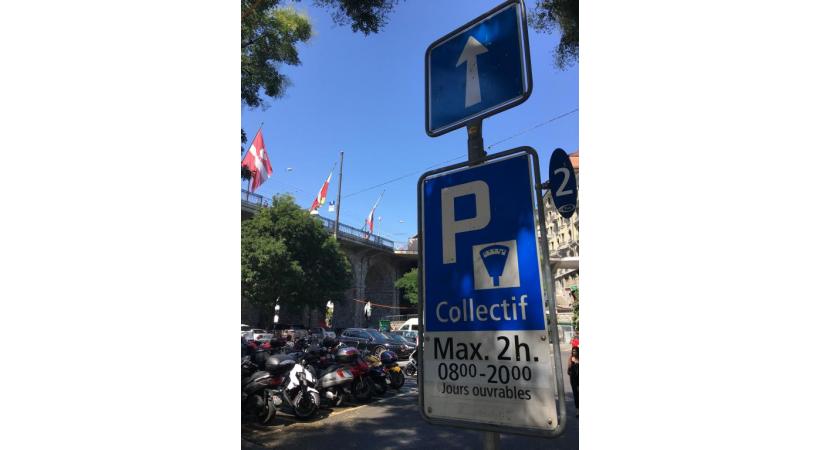 P
Collectif
Max. 2h.
0800-2000
Jours ouvrables
2